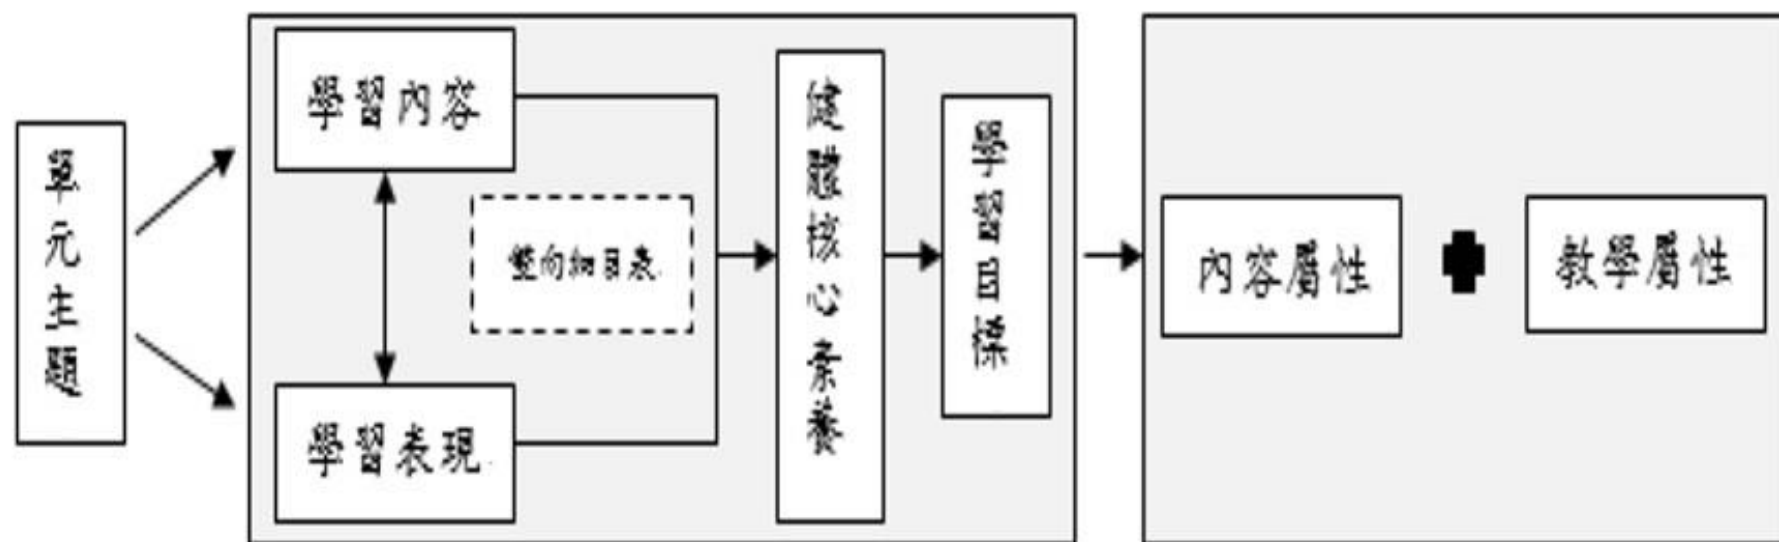 單元主題
學習內容
學習表現
雙向細目表
健體核心素養
學習目標
內容屬性
教學屬性